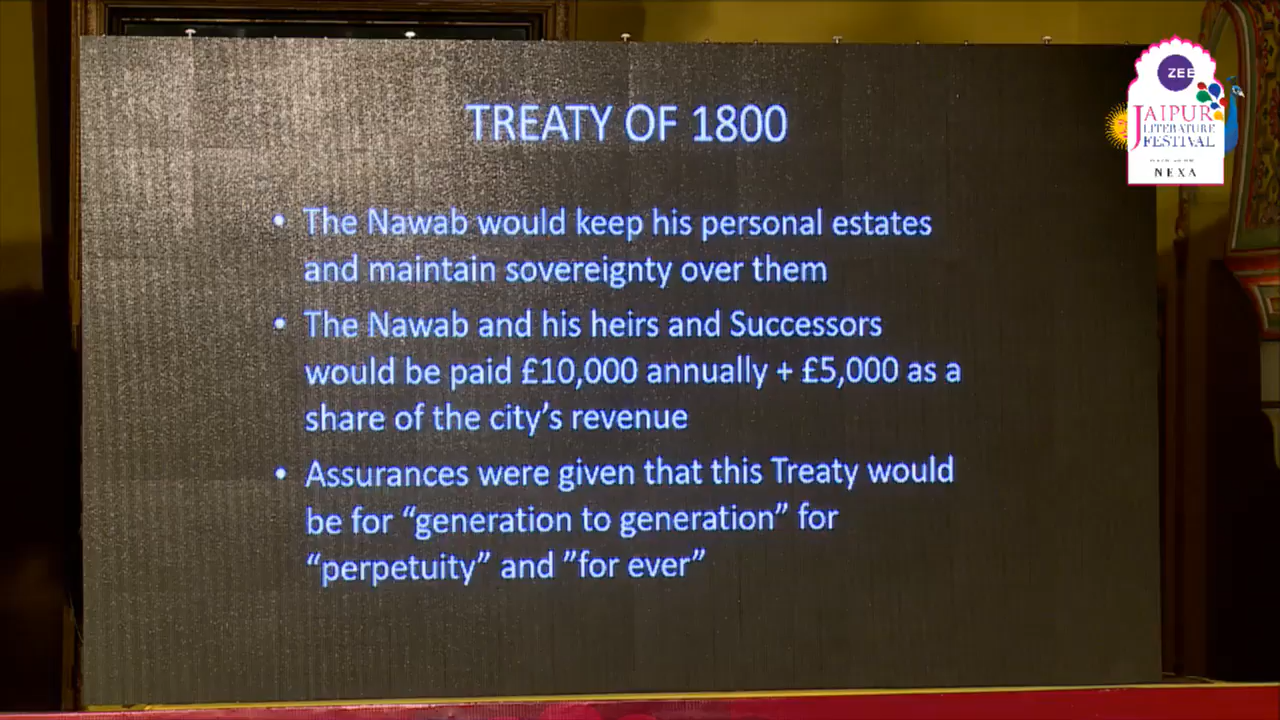 ZEE
JAIPUR
LITERATURE
FESTIVAL
NEXA
TREATY OF 1800
• The Nawab would keep his personal estates
and maintain sovereignty over them
• The Nawab and his heirs and Successors
would be paid £10,000 annually + £5,000 as a
share of the city’s revenue
• Assurances were given that this Treaty would
be for “generation to generation” for
“perpetuity” and ”for ever”